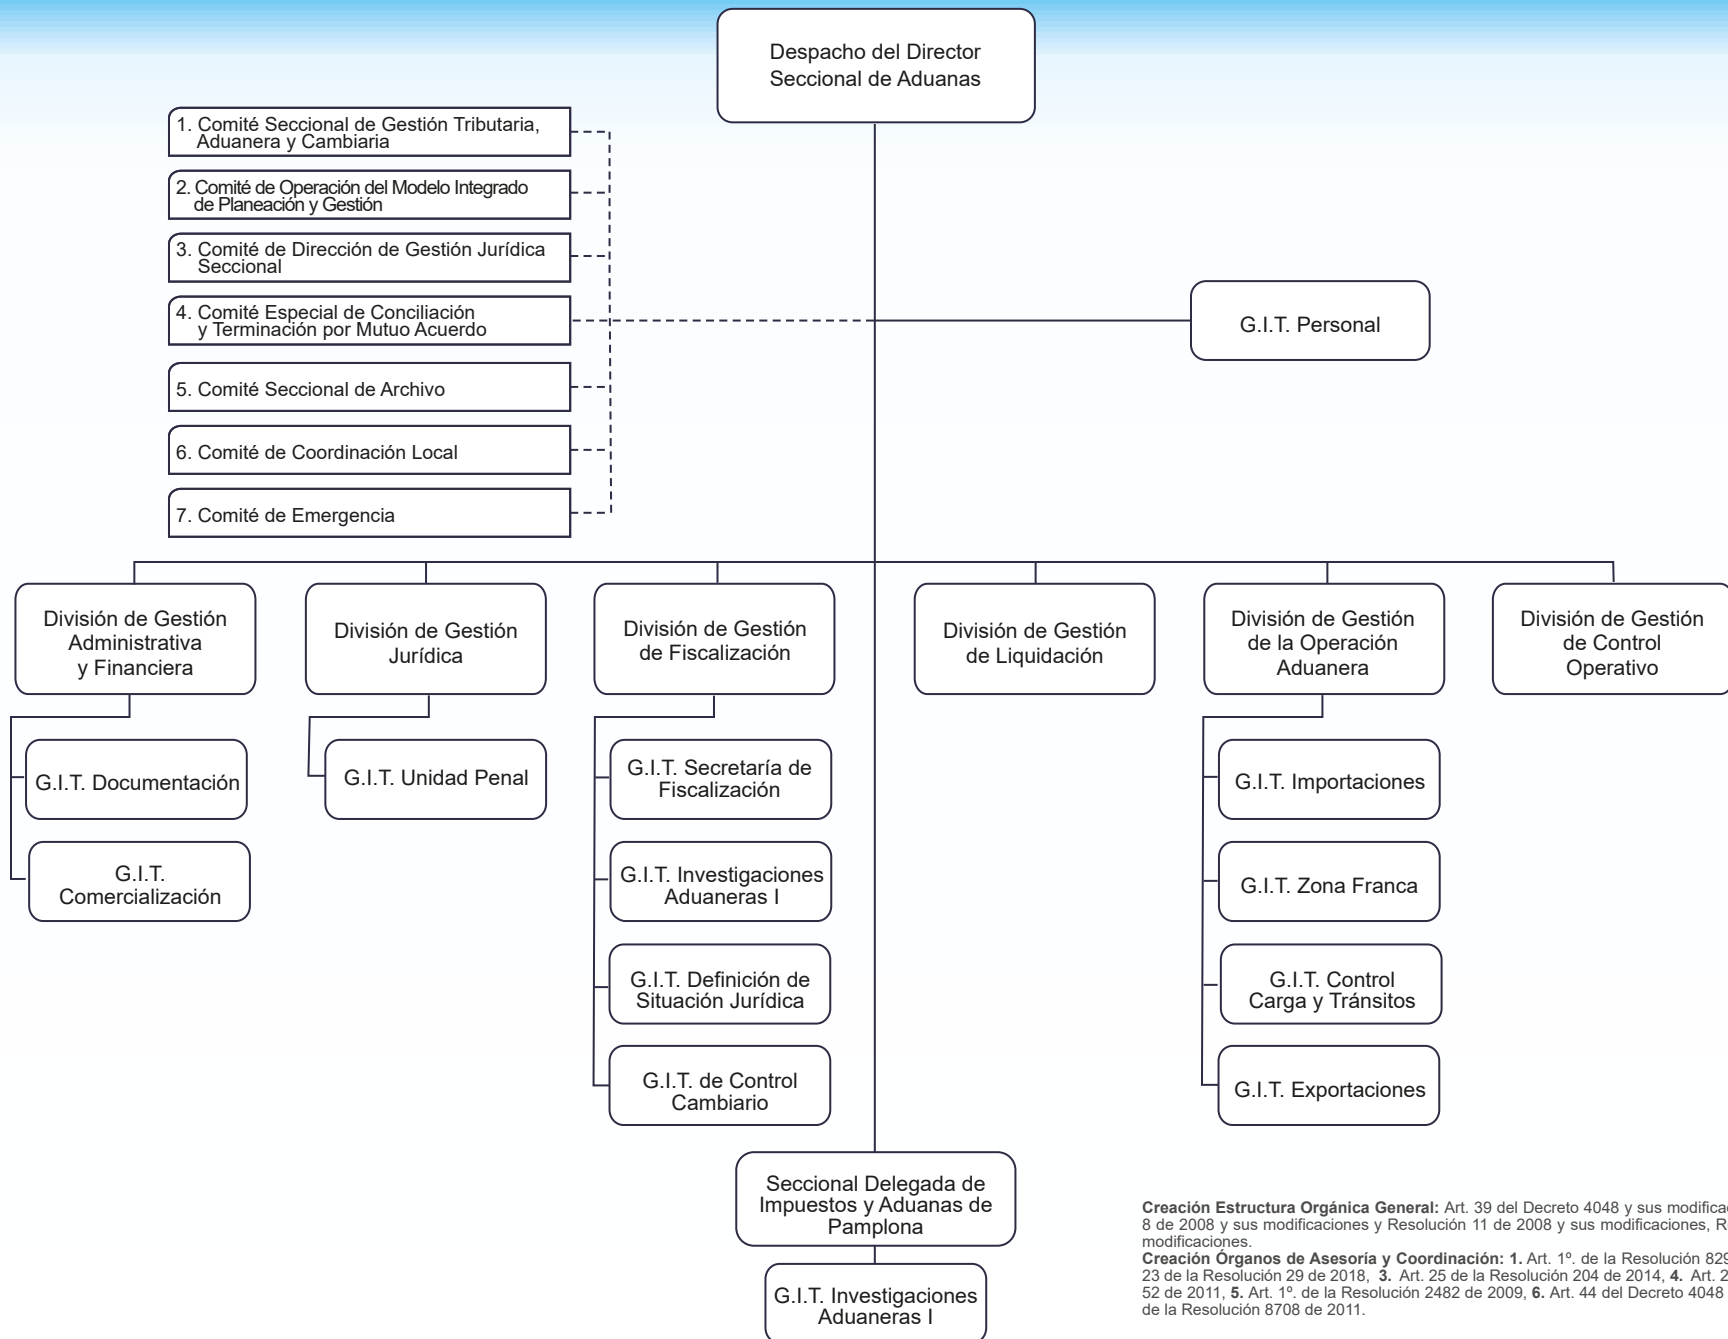 Despacho del Director
Seccional de Aduanas
1. Comité Seccional de Gestión Tributaria,
Aduanera y Cambiaria
2. Comité de Operación del Modelo Integrado
de Planeación y Gestión
3. Comité de Dirección de Gestión Jurídica
Seccional
4. Comité Especial de Conciliación
y Terminación por Mutuo Acuerdo
5. Comité Seccional de Archivo
6. Comité de Coordinación Local
7. Comité de Emergencia
G.I.T. Personal
División de Gestión
Administrativa
y Financiera
División de Gestión
Jurídica
División de Gestión
de Fiscalización
División de Gestión
de Liquidación
División de Gestión
de la Operación
Aduanera
División de Gestión
de Control
Operativo
G.I.T. Documentación
G.I.T.
Comercialización
G.I.T. Unidad Penal
G.I.T. Secretaría de
Fiscalización
G.I.T. Investigaciones
Aduaneras I
G.I.T. Definición de
Situación Jurídica
G.I.T. de Control
Cambiario
G.I.T. Importaciones
G.I.T. Zona Franca
G.I.T. Control
Carga y Tránsitos
G.I.T. Exportaciones
Seccional Delegada de
Impuestos y Aduanas de
Pamplona
G.I.T. Investigaciones
Aduaneras I
Creación Estructura Orgánica General: Art. 39 del Decreto 4048 y sus
8 de 2008 y sus modificaciones y Resolución 11 de 2008 y sus modificaciones,
modificaciones.
Creación Órganos de Asesoría y Coordinación: 1. Art. 1º. de la Resolución
23 de la Resolución 29 de 2018, 3. Art. 25 de la Resolución 204 de 2014, 4. Art.
52 de 2011, 5. Art. 1º. de la Resolución 2482 de 2009, 6. Art. 44 del Decreto 4048
de la Resolución 8708 de 2011.